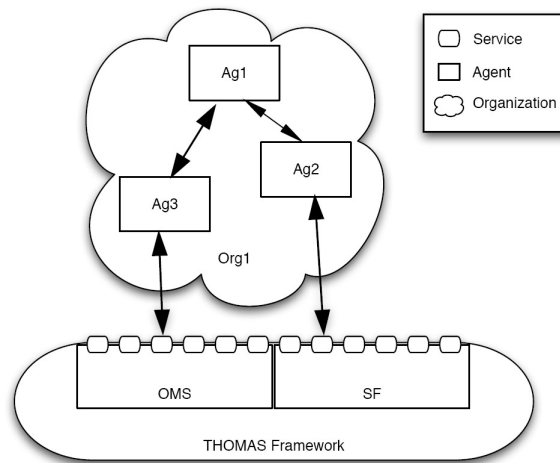 Ag1
Ag2
Ag3
Org1
Service
Agent
Organization
OMS
SF
THOMAS Framework